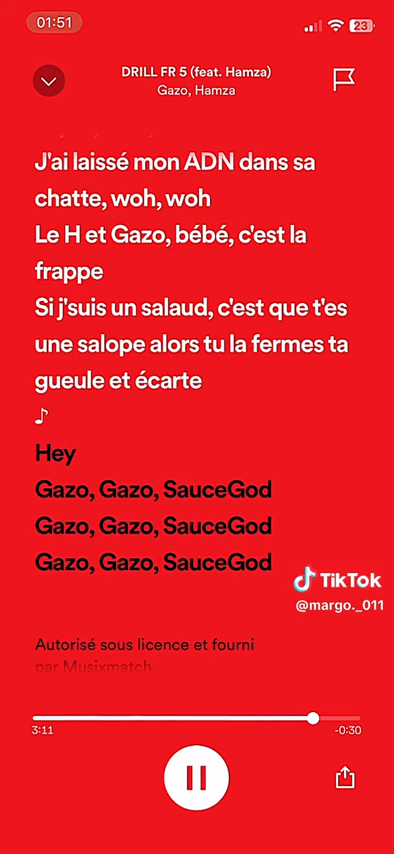 01:51
23
DRILL FR 5 (feat. Hamza)
Gazo, Hamza
J'ai laissé mon ADN dans sa
chatte, woh, woh
Le H et Gazo, bébé, c'est la
frappe
Si j'suis un salaud, c'est que t'es
une salope alors tu la fermes ta
gueule et écarte
♪
Hey
Gazo, Gazo, SauceGod
Gazo, Gazo, SauceGod
Gazo, Gazo, SauceGod
TikTok
@margo._011
Autorisé sous licence et fourni
par Musixmatch
3:11
-0:30